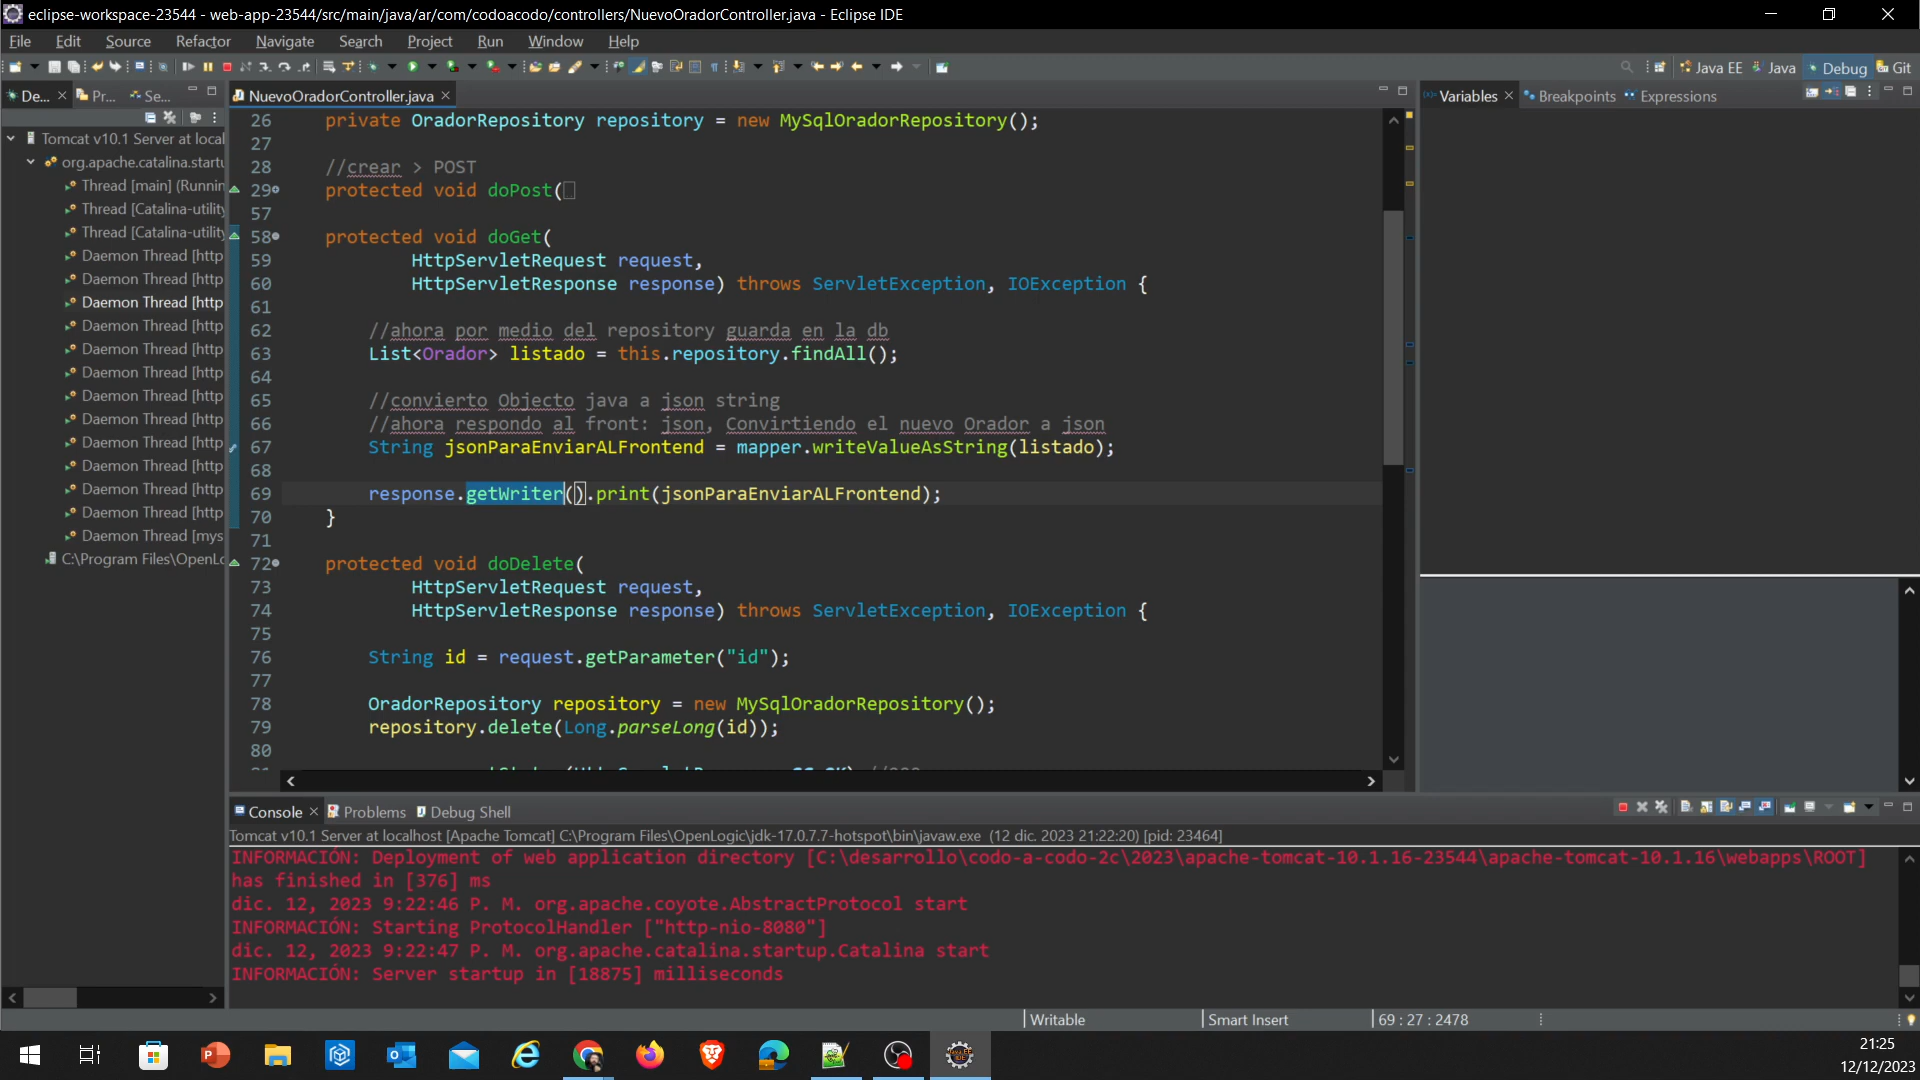 eclipse-workspace-23544 - web-app-23544/src/main/java/ar/com/codoacodo/controllers/NuevoOradorController.java - Eclipse IDE
File Edit Source Refactor Navigate Search Project Run Window Help
Java EE Java Debug Git
De... Pr... Se...
NuevoOradorController.java
Variables Breakpoints Expressions
Tomcat v10.1 Server at local
org.apache.catalina.startu
Thread [main] (Runnin
Thread [Catalina-utility
Thread [Catalina-utility
Daemon Thread [http
Daemon Thread [http
Daemon Thread [http
Daemon Thread [http
Daemon Thread [http
Daemon Thread [http
Daemon Thread [http
Daemon Thread [http
Daemon Thread [http
Daemon Thread [http
Daemon Thread [http
Daemon Thread [http
Daemon Thread [mys
C:\Program Files\OpenLo
26 private OradorRepository repository = new MySqlOradorRepository();
27
28 //crear > POST
29 protected void doPost(
57
58 protected void doGet(
59 HttpServletRequest request,
60 HttpServletResponse response) throws ServletException, IOException {
61
62 //ahora por medio del repository guarda en la db
63 List<Orador> listado = this.repository.findAll();
64
65 //convierto Objecto java a json string
66 //ahora respondo al front: json, Convirtiendo el nuevo Orador a json
67 String jsonParaEnviarALFrontend = mapper.writeValueAsString(listado);
68
69 response.getWriter().print(jsonParaEnviarALFrontend);
70 }
71
72 protected void doDelete(
73 HttpServletRequest request,
74 HttpServletResponse response) throws ServletException, IOException {
75
76 String id = request.getParameter("id");
77
78 OradorRepository repository = new MySqlOradorRepository();
79 repository.delete(Long.parseLong(id));
80
Console Problems Debug Shell
Tomcat v10.1 Server at localhost [Apache Tomcat] C:\Program Files\OpenLogic\jdk-17.0.7.7-hotspot\bin\javaw.exe (12 dic. 2023 21:22:20) [pid: 23464]
INFORMACIÓN: Deployment of web application directory [C:\desarrollo\codo-a-codo-2c\2023\apache-tomcat-10.1.16-23544\apache-tomcat-10.1.16\webapps\ROOT]
has finished in [376] ms
dic. 12, 2023 9:22:46 P. M. org.apache.coyote.AbstractProtocol start
INFORMACIÓN: Starting ProtocolHandler ["http-nio-8080"]
dic. 12, 2023 9:22:47 P. M. org.apache.catalina.startup.Catalina start
INFORMACIÓN: Server startup in [18875] milliseconds
Writable Smart Insert 69 : 27 : 2478
21:25
12/12/2023